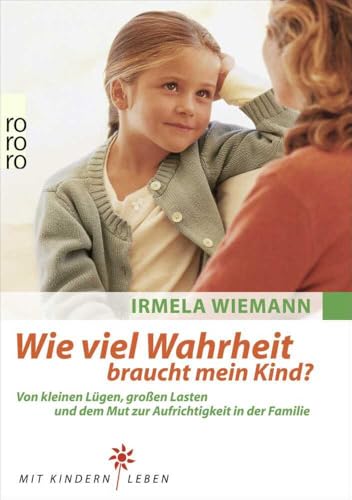 ro
ro
ro
IRMELA WIEMANN
Wie viel Wahrheit
braucht mein Kind?
Von kleinen Lügen, großen Lasten
und dem Mut zur Aufrichtigkeit in der Familie
MIT KINDERN LEBEN